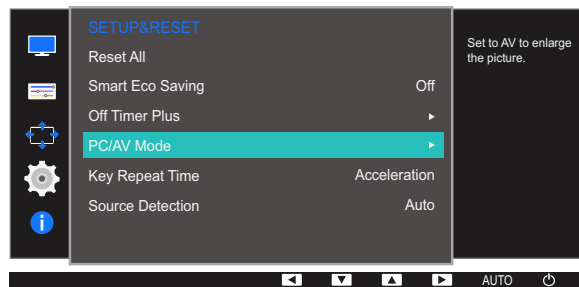 SETUP&RESET
Reset All
Smart Eco Saving Off
Off Timer Plus
PC/AV Mode
Key Repeat Time Acceleration
Source Detection Auto
Set to AV to enlarge
the picture.
AUTO